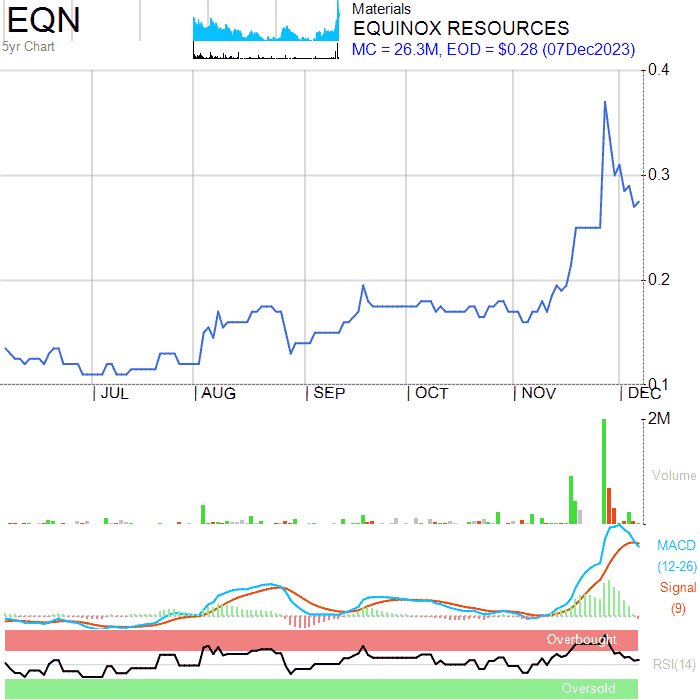 EQN
5yr Chart
Materials
EQUINOX RESOURCES
MC = 26.3M, EOD = $0.28 (07Dec2023)
0.4
0.3
0.2
0.1
JUL AUG SEP OCT NOV DEC
2M
Volume
MACD
(12-26)
Signal
(9)
Overbought
RSI(14)
Oversold